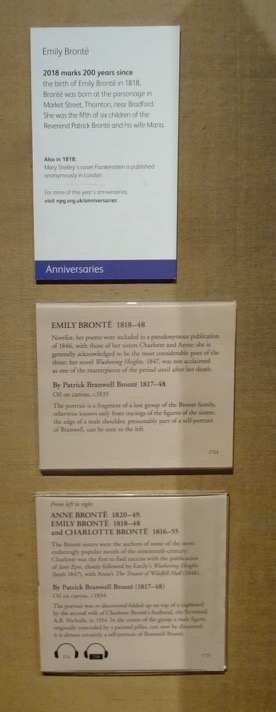 Emily Brontë
2018 marks 200 years since
the birth of Emily Brontë in 1818.
Brontë was born at the parsonage in
Market Street, Thornton, near Bradford.
She was the fifth of six children of the
Reverend Patrick Brontë and his wife Maria.
Also in 1818:
Mary Shelley's novel Frankenstein is published
anonymously in London.
For more of this year's anniversaries,
visit npg.org.uk/anniversaries
Anniversaries
EMILY BRONTË 1818–48
Novelist: her poems were included in a pseudonymous publication
of 1846, with those of her sisters Charlotte and Anne; she is
generally acknowledged to be the most considerable poet of the
three; her novel Wuthering Heights, 1847, was not acclaimed
as one of the masterpieces of the period until after her death.
By Patrick Branwell Brontë 1817–48
Oil on canvas, c.1833
The portrait is a fragment of a lost group of the Brontë family,
otherwise known only from tracings of the figures of the sisters;
the edge of a male shoulder, presumably part of a self-portrait
of Branwell, can be seen to the left.
1724
From left to right
ANNE BRONTË 1820–49,
EMILY BRONTË 1818–48
and CHARLOTTE BRONTË 1816–55
The Brontë sisters were the authors of some of the most
enduringly popular novels of the nineteenth-century.
Charlotte was the first to find success with the publication
of Jane Eyre, closely followed by Emily's Wuthering Heights
(both 1847), with Anne's The Tenant of Wildfell Hall (1848).
By Patrick Branwell Brontë (1817–48)
Oil on canvas, c.1834
The portrait was discovered folded up on top of a cupboard
by the second wife of Charlotte Brontë's husband, the Reverend
A.B. Nicholls, in 1914. In the centre of the group a male figure,
originally concealed by a painted pillar, can now be discerned;
it is almost certainly a self-portrait of Branwell Brontë.
1725